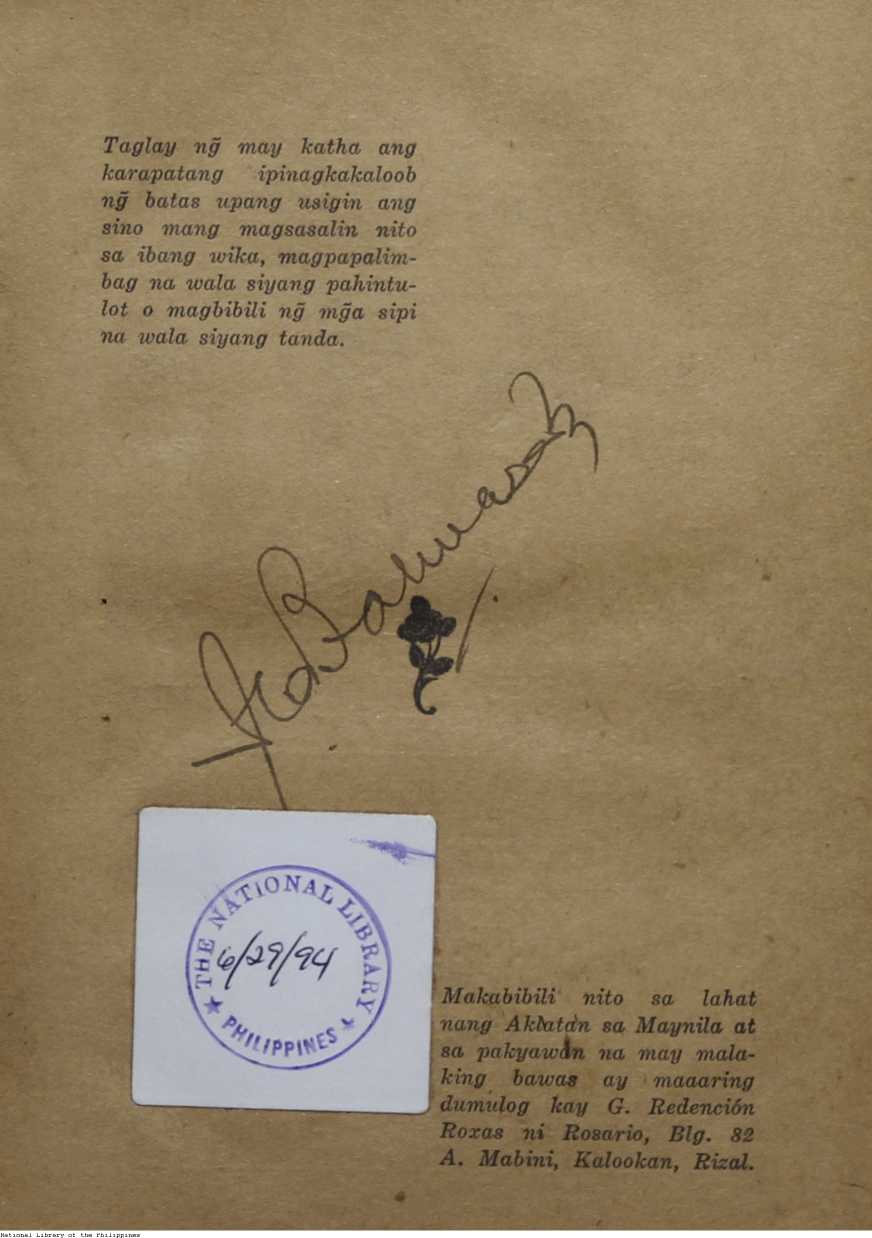 Taglay ng̃ may katha ang
karapatang ipinagkakaloob
ng̃ batas upang usigin ang
sino mang magsasalin nito
sa ibang wika, magpapalim-
bag na wala siyang pahintu-
lot o magbibili ng̃ mg̃a sipi
na wala siyang tanda.
THE NATIONAL LIBRARY
6/29/94
PHILIPPINES
Makabibili nito sa lahat
nang Aklatan sa Maynila at
sa pakyawan na may mala-
king bawas ay maaaring
dumulog kay G. Redención
Roxas ni Rosario, Blg. 82
A. Mabini, Kalookan, Rizal.
National Library of the Philippines